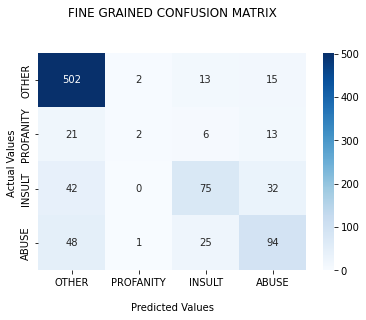 FINE GRAINED CONFUSION MATRIX
Actual Values
OTHER
PROFANITY
INSULT
ABUSE
502 2 13 15
21 2 6 13
42 0 75 32
48 1 25 94
OTHER PROFANITY INSULT ABUSE
Predicted Values
500
400
300
200
100
0